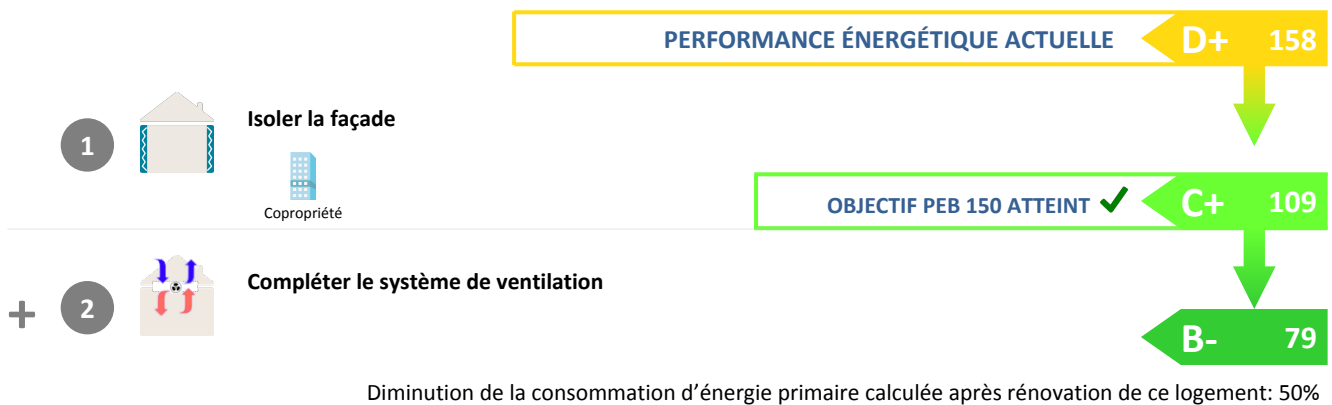 PERFORMANCE ÉNERGÉTIQUE ACTUELLE D+ 158
1 Isoler la façade
Copropriété
OBJECTIF PEB 150 ATTEINT ✔ C+ 109
+ 2 Compléter le système de ventilation
B- 79
Diminution de la consommation d’énergie primaire calculée après rénovation de ce logement: 50%